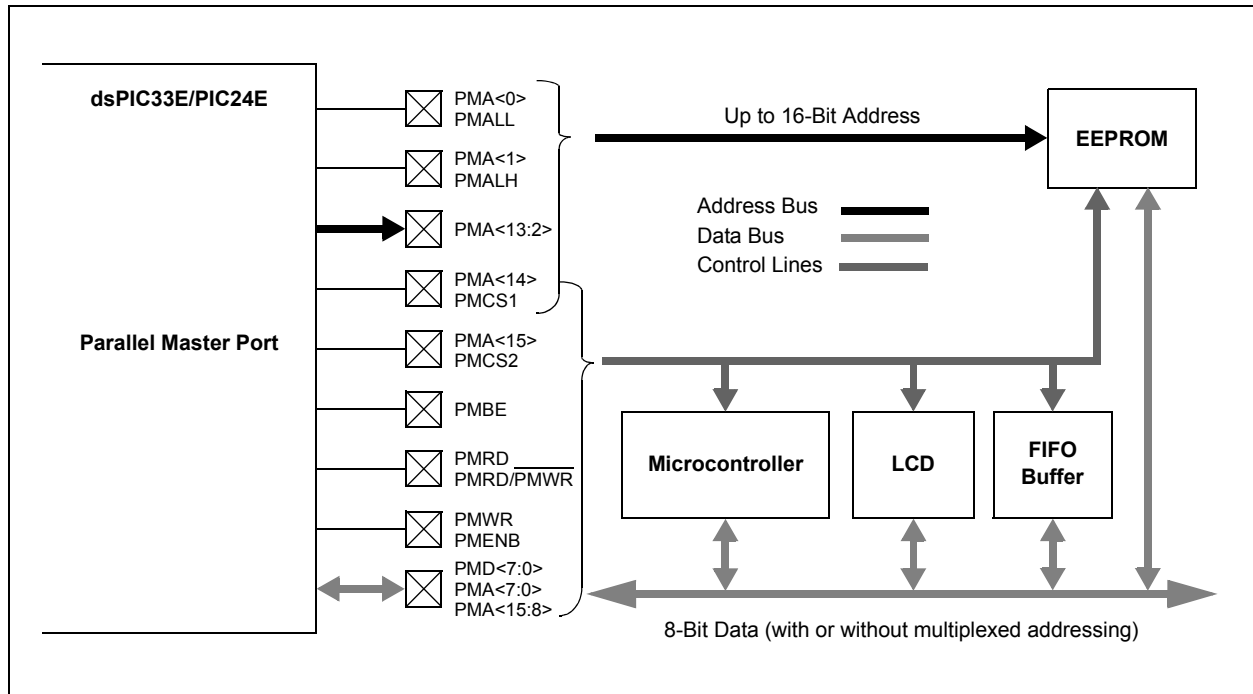 dsPIC33E/PIC24E
Parallel Master Port
PMA<0>
PMALL
PMA<1>
PMALH
PMA<13:2>
PMA<14>
PMCS1
PMA<15>
PMCS2
PMBE
PMRD
PMRD/PMWR
PMWR
PMENB
PMD<7:0>
PMA<7:0>
PMA<15:8>
Up to 16-Bit Address
EEPROM
Address Bus
Data Bus
Control Lines
Microcontroller
LCD
FIFO
Buffer
8-Bit Data (with or without multiplexed addressing)